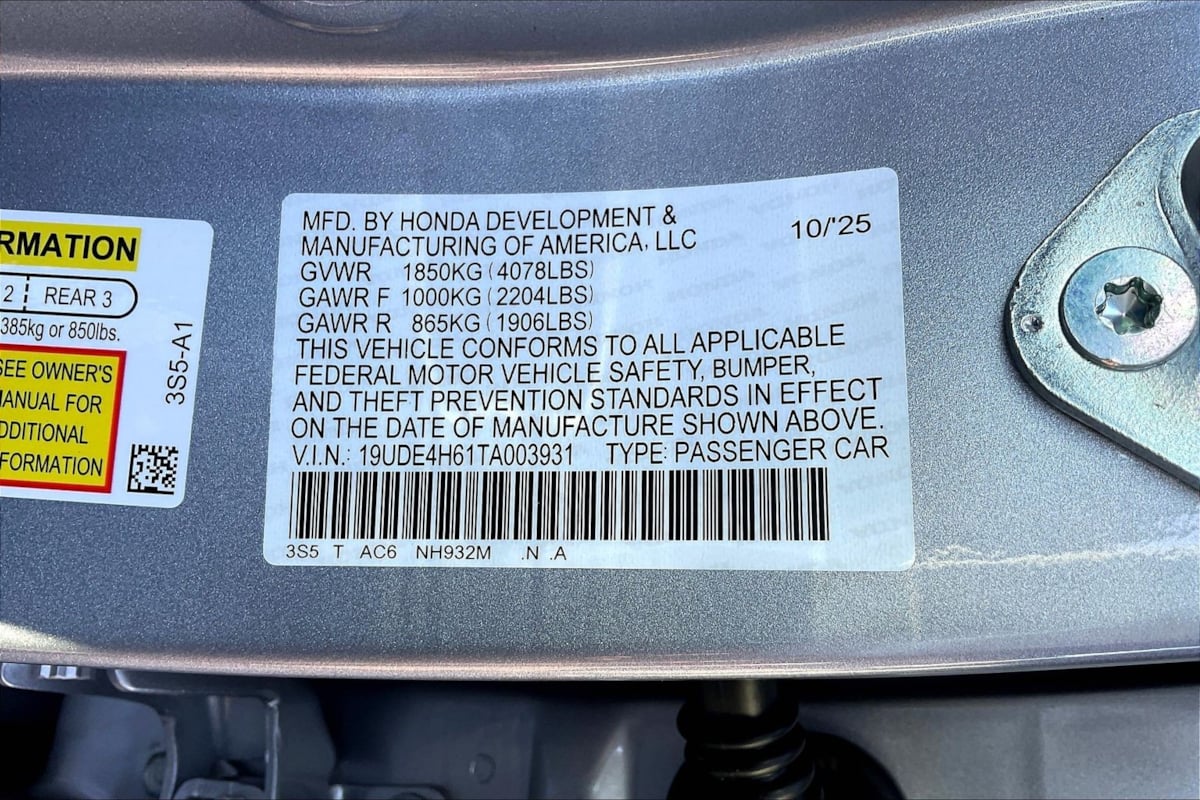 RMATION
2 REAR 3
385kg or 850lbs.
SEE OWNER'S
MANUAL FOR
DDITIONAL
FORMATION
3S5-A1
MFD. BY HONDA DEVELOPMENT &
MANUFACTURING OF AMERICA, LLC 10/'25
GVWR 1850KG (4078LBS)
GAWR F 1000KG (2204LBS)
GAWR R 865KG (1906LBS)
THIS VEHICLE CONFORMS TO ALL APPLICABLE
FEDERAL MOTOR VEHICLE SAFETY, BUMPER,
AND THEFT PREVENTION STANDARDS IN EFFECT
ON THE DATE OF MANUFACTURE SHOWN ABOVE.
V.I.N.: 19UDE4H61TA003931 TYPE: PASSENGER CAR
3S5 T AC6 NH932M .N .A